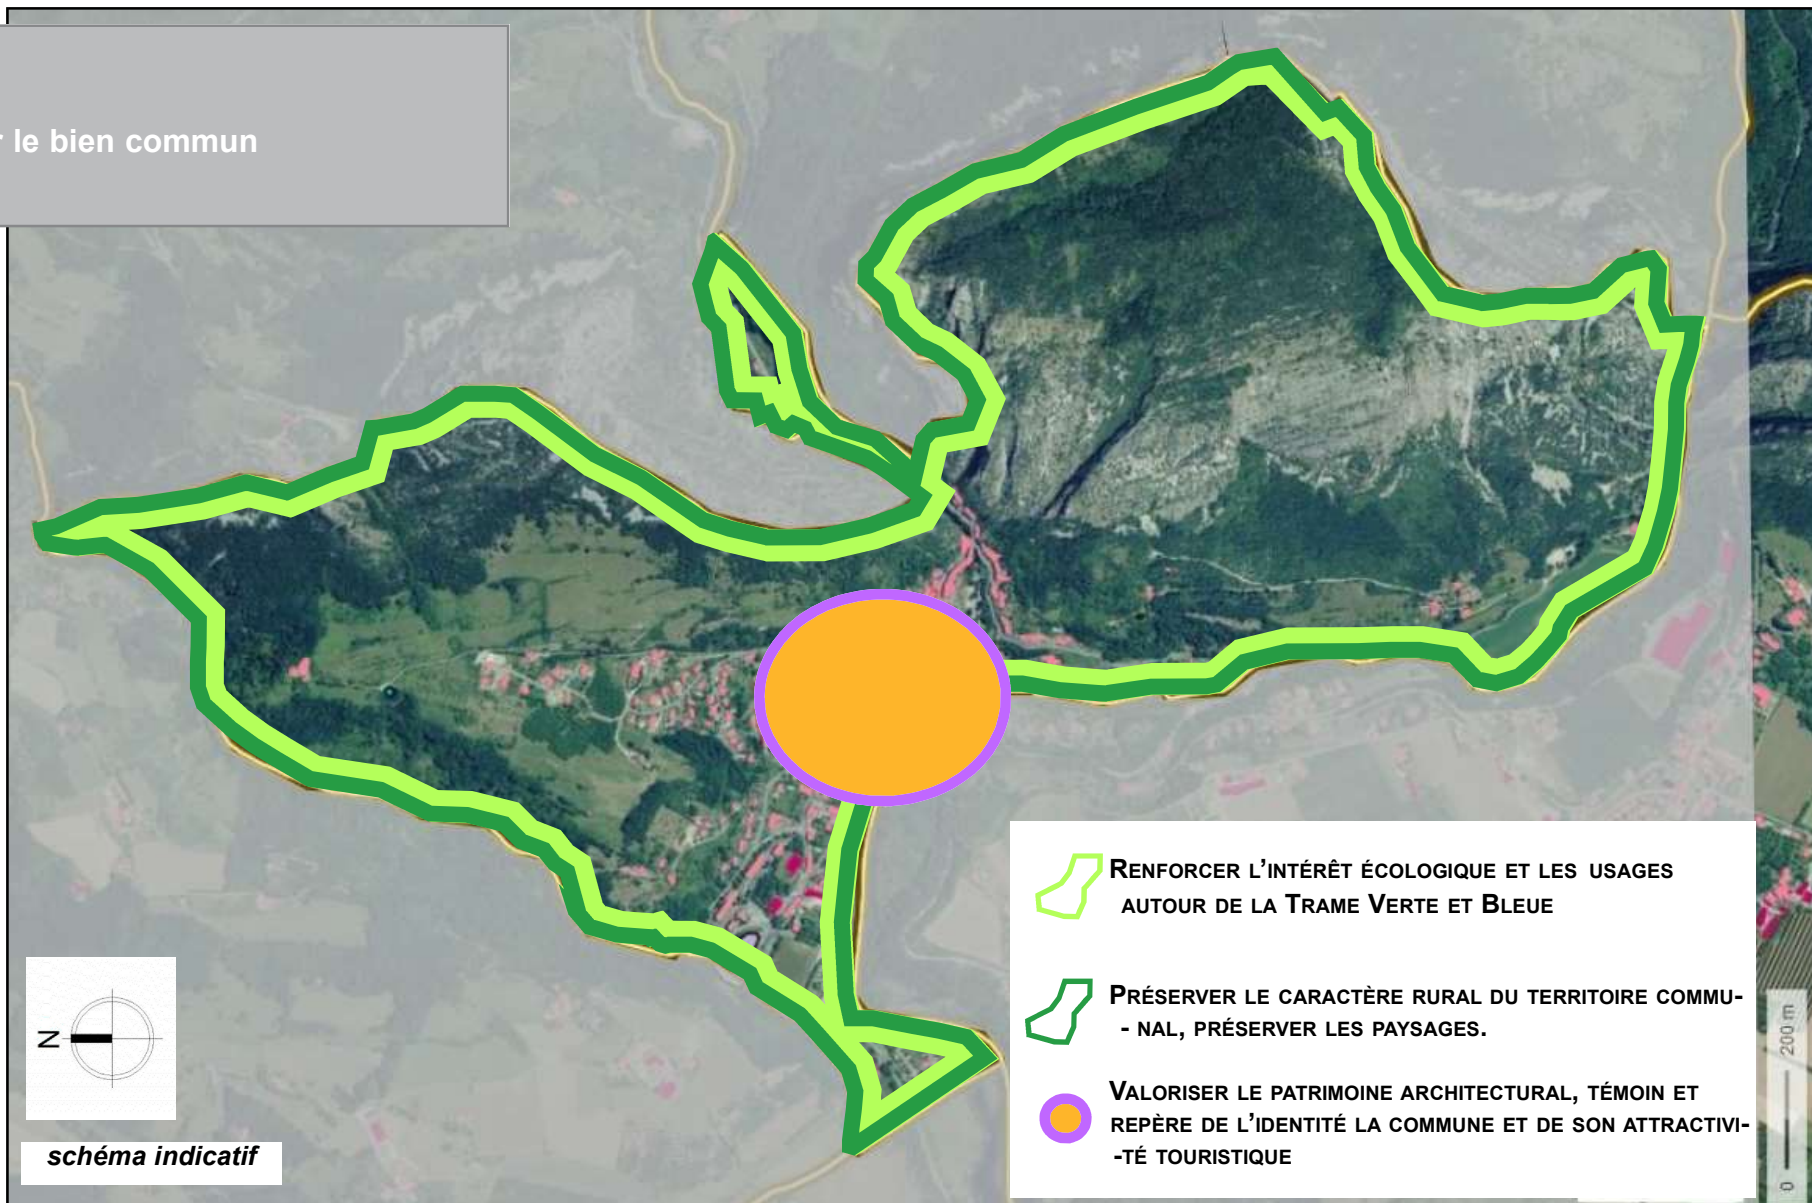 r le bien commun
RENFORCER L'INTÉRÊT ÉCOLOGIQUE ET LES USAGES
AUTOUR DE LA TRAME VERTE ET BLEUE
PRÉSERVER LE CARACTÈRE RURAL DU TERRITOIRE COMMU-
- NAL, PRÉSERVER LES PAYSAGES.
VALORISER LE PATRIMOINE ARCHITECTURAL, TÉMOIN ET
REPÈRE DE L'IDENTITÉ LA COMMUNE ET DE SON ATTRACTIVI-
-TÉ TOURISTIQUE
N
schéma indicatif
0 200 m